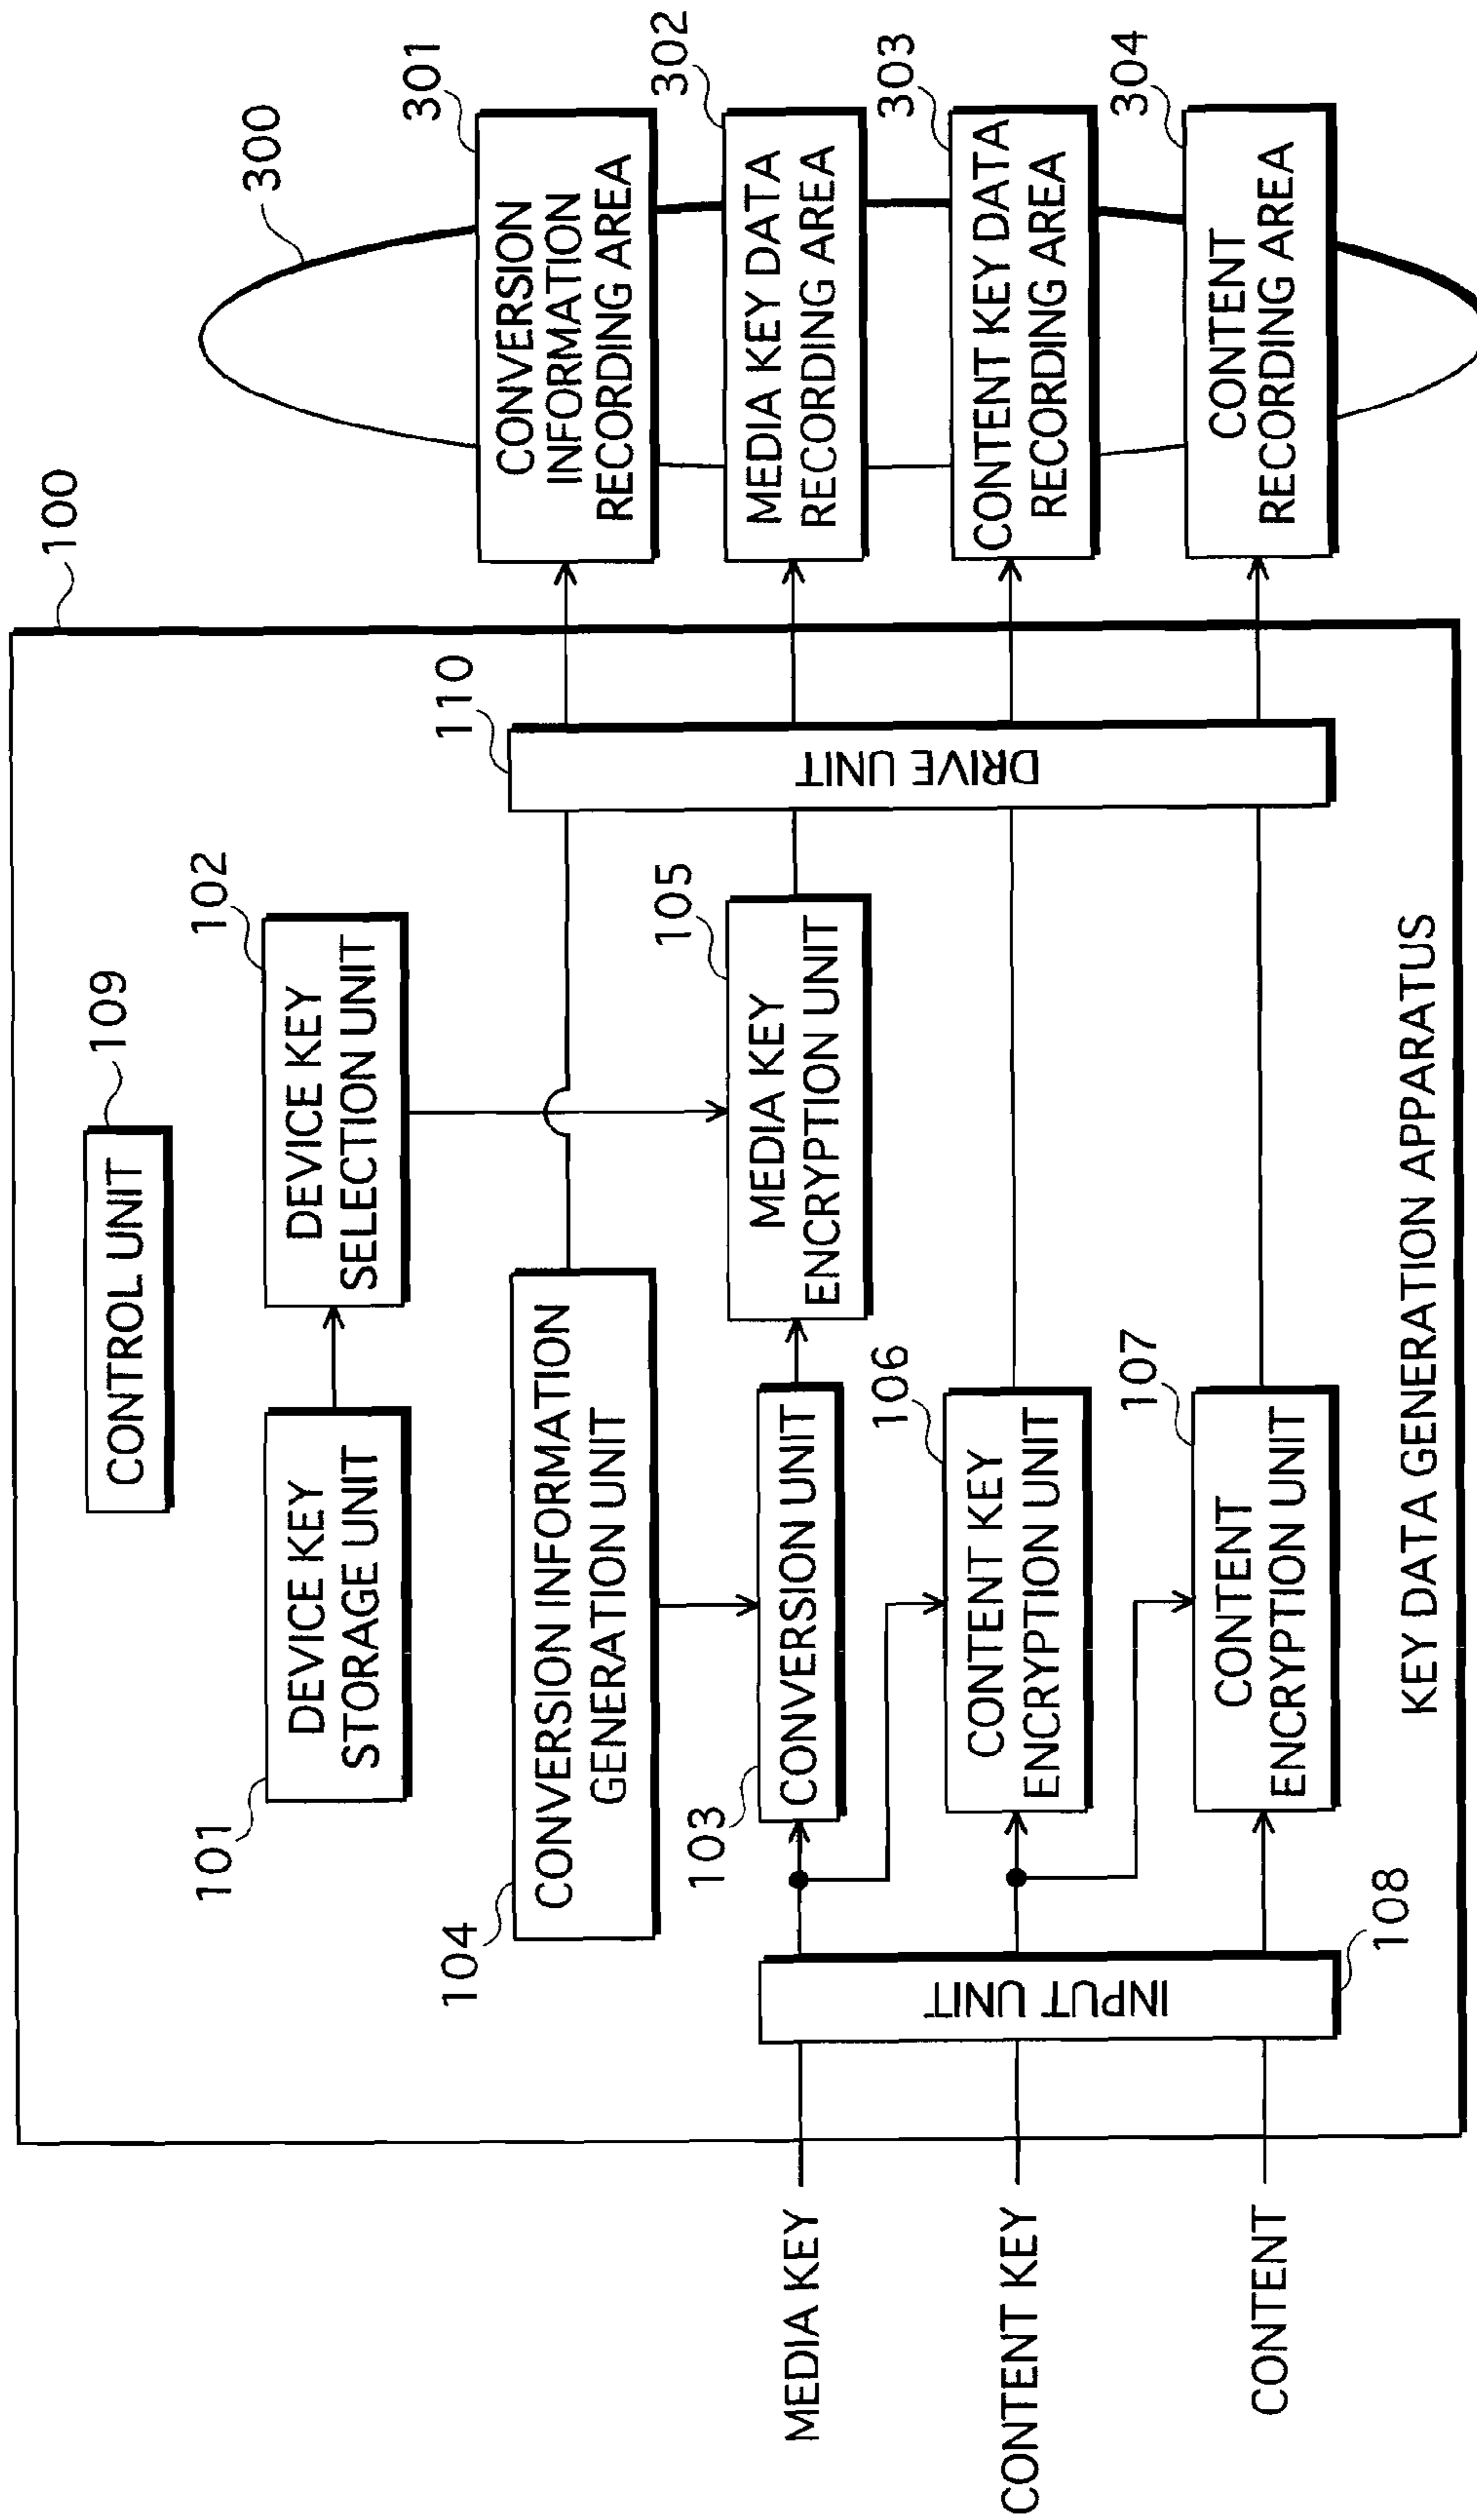 100
300
109
CONTROL UNIT
101
DEVICE KEY
STORAGE UNIT
102
DEVICE KEY
SELECTION UNIT
104
CONVERSION INFORMATION
GENERATION UNIT
110
DRIVE UNIT
301
CONVERSION
INFORMATION
RECORDING AREA
MEDIA KEY
103
CONVERSION UNIT
105
MEDIA KEY
ENCRYPTION UNIT
302
MEDIA KEY DATA
RECORDING AREA
CONTENT KEY
INPUT UNIT
106
CONTENT KEY
ENCRYPTION UNIT
303
CONTENT KEY DATA
RECORDING AREA
CONTENT
108
107
CONTENT
ENCRYPTION UNIT
304
CONTENT
RECORDING AREA
KEY DATA GENERATION APPARATUS